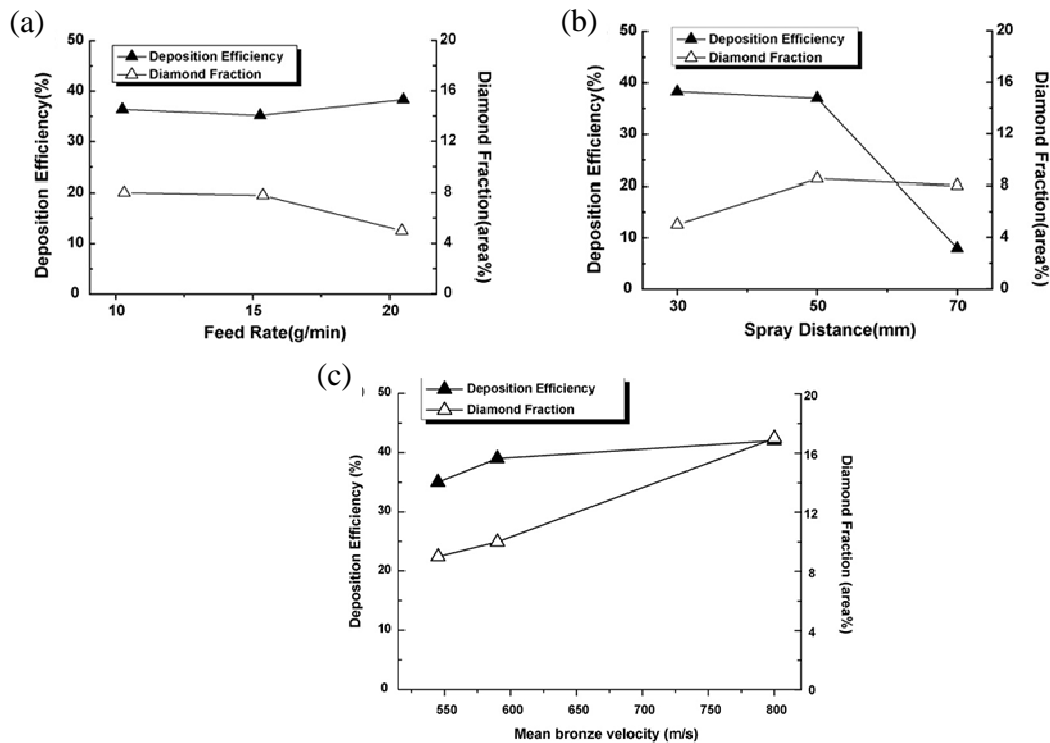 (a)
Deposition Efficiency
Diamond Fraction
Deposition Efficiency(%)
50
40
30
20
10
0
Diamond Fraction(area%)
20
16
12
8
4
0
10
15
20
Feed Rate(g/min)
(b)
Deposition Efficiency
Diamond Fraction
Deposition Efficiency(%)
50
40
30
20
10
0
Diamond Fraction(area%)
20
16
12
8
4
0
30
50
70
Spray Distance(mm)
(c)
Deposition Efficiency
Diamond Fraction
Deposition Efficiency (%)
50
40
30
20
10
0
Diamond Fraction (area%)
20
16
12
8
4
0
550
600
650
700
750
800
Mean bronze velocity (m/s)